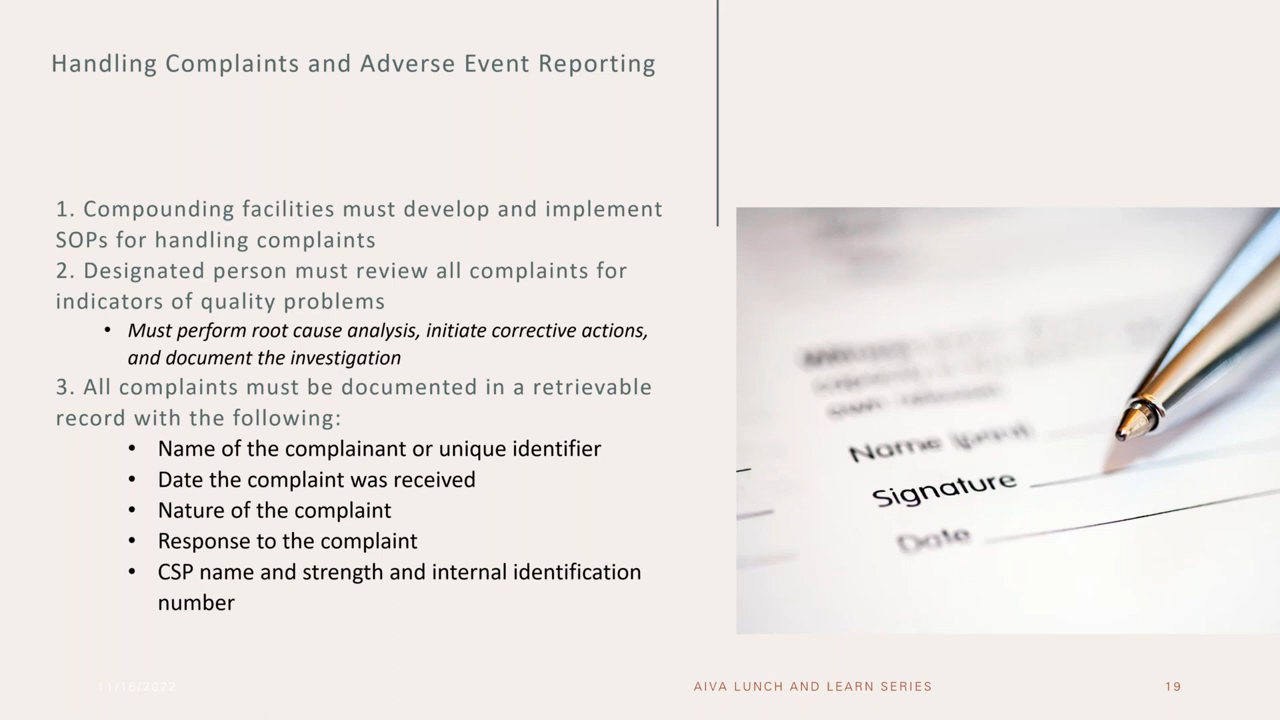 Handling Complaints and Adverse Event Reporting
1. Compounding facilities must develop and implement
SOPs for handling complaints
2. Designated person must review all complaints for
indicators of quality problems
• Must perform root cause analysis, initiate corrective actions,
and document the investigation
3. All complaints must be documented in a retrievable
record with the following:
• Name of the complainant or unique identifier
• Date the complaint was received
• Nature of the complaint
• Response to the complaint
• CSP name and strength and internal identification
number
Name (print)
Signature
Date
11/16/2022
AIVA LUNCH AND LEARN SERIES
19